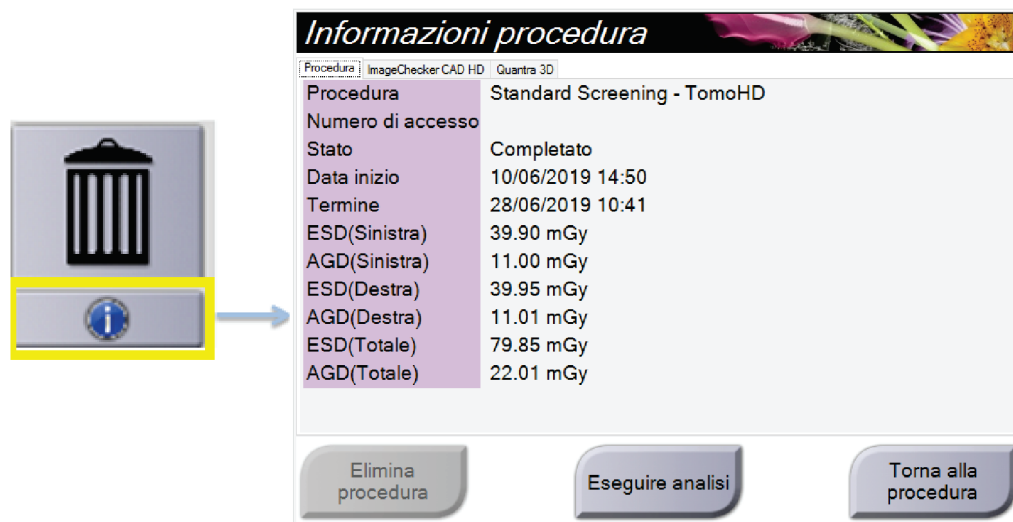 Informazioni procedura
Procedura ImageChecker CAD HD Quantra 3D
Procedura Standard Screening - TomoHD
Numero di accesso
Stato Completato
Data inizio 10/06/2019 14:50
Termine 28/06/2019 10:41
ESD(Sinistra) 39.90 mGy
AGD(Sinistra) 11.00 mGy
ESD(Destra) 39.95 mGy
AGD(Destra) 11.01 mGy
ESD(Totale) 79.85 mGy
AGD(Totale) 22.01 mGy
Elimina
procedura
Eseguire analisi
Torna alla
procedura